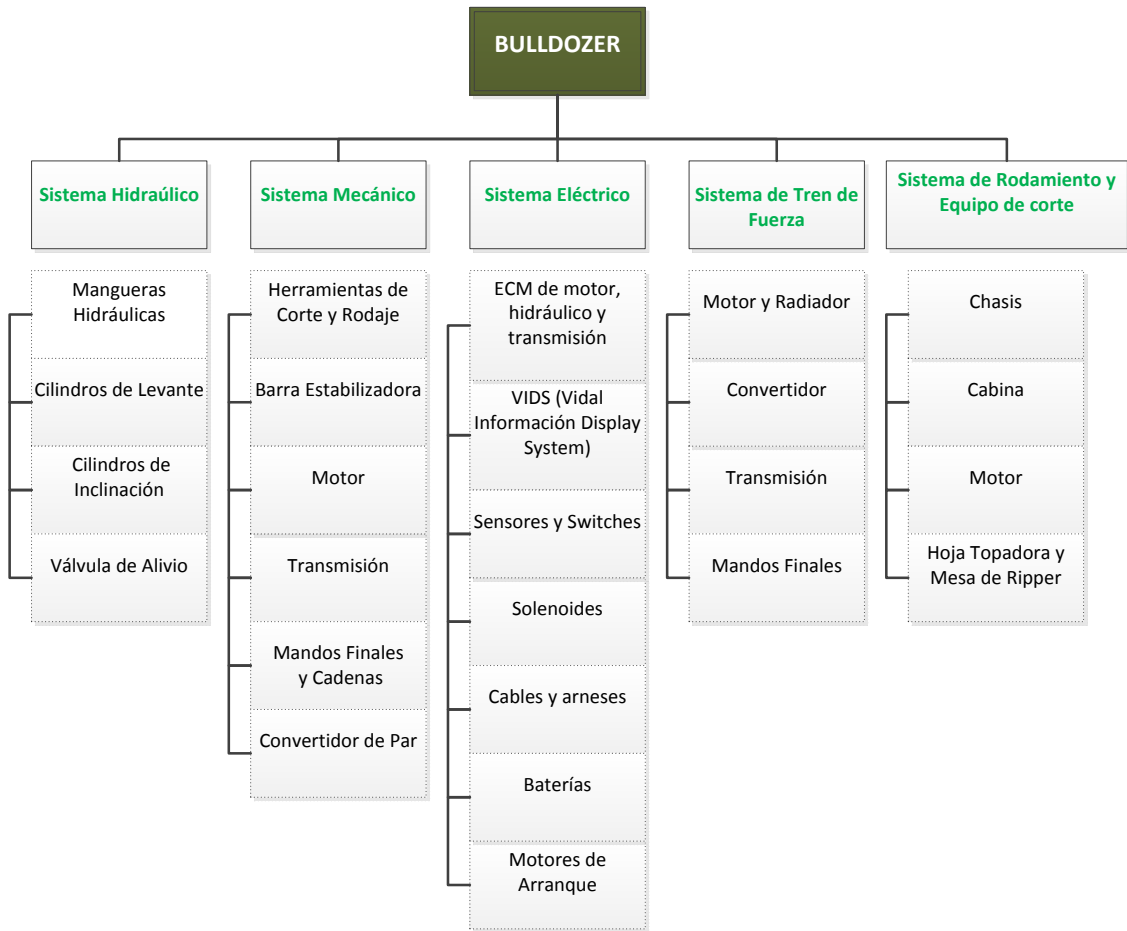 BULLDOZER
Sistema Hidraúlico
Mangueras
Hidráulicas
Cilindros de Levante
Cilindros de
Inclinación
Válvula de Alivio
Sistema Mecánico
Herramientas de
Corte y Rodaje
Barra Estabilizadora
Motor
Transmisión
Mandos Finales
y Cadenas
Convertidor de Par
Sistema Eléctrico
ECM de motor,
hidráulico y
transmisión
VIDS (Vidal
Información Display
System)
Sensores y Switches
Solenoides
Cables y arneses
Baterías
Motores de
Arranque
Sistema de Tren de
Fuerza
Motor y Radiador
Convertidor
Transmisión
Mandos Finales
Sistema de Rodamiento y
Equipo de corte
Chasis
Cabina
Motor
Hoja Topadora y
Mesa de Ripper